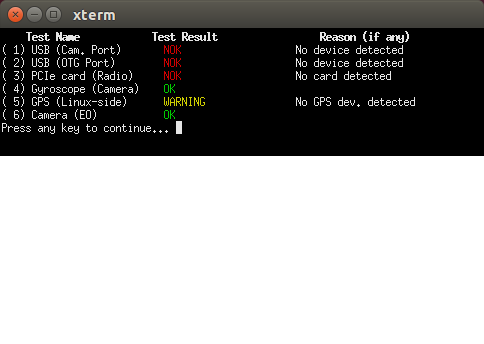 xterm
Test Name Test Result Reason (if any)
( 1) USB (Cam. Port) NOK No device detected
( 2) USB (OTG Port) NOK No device detected
( 3) PCIe card (Radio) NOK No card detected
( 4) Gyroscope (Camera) OK
( 5) GPS (Linux-side) WARNING No GPS dev. detected
( 6) Camera (EO) OK
Press any key to continue...